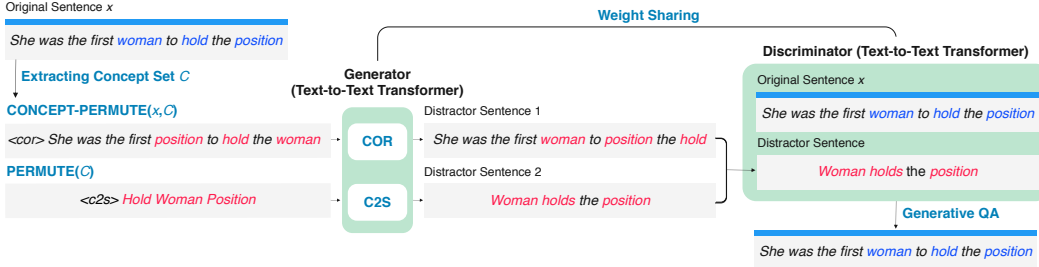 Original Sentence x
She was the first woman to hold the position
Extracting Concept Set C
CONCEPT-PERMUTE(x,C)
<cor> She was the first position to hold the woman
PERMUTE(C)
<c2s> Hold Woman Position
Weight Sharing
Generator
(Text-to-Text Transformer)
COR
C2S
Distractor Sentence 1
She was the first woman to position the hold
Distractor Sentence 2
Woman holds the position
Discriminator (Text-to-Text Transformer)
Original Sentence x
She was the first woman to hold the position
Distractor Sentence
Woman holds the position
Generative QA
She was the first woman to hold the position